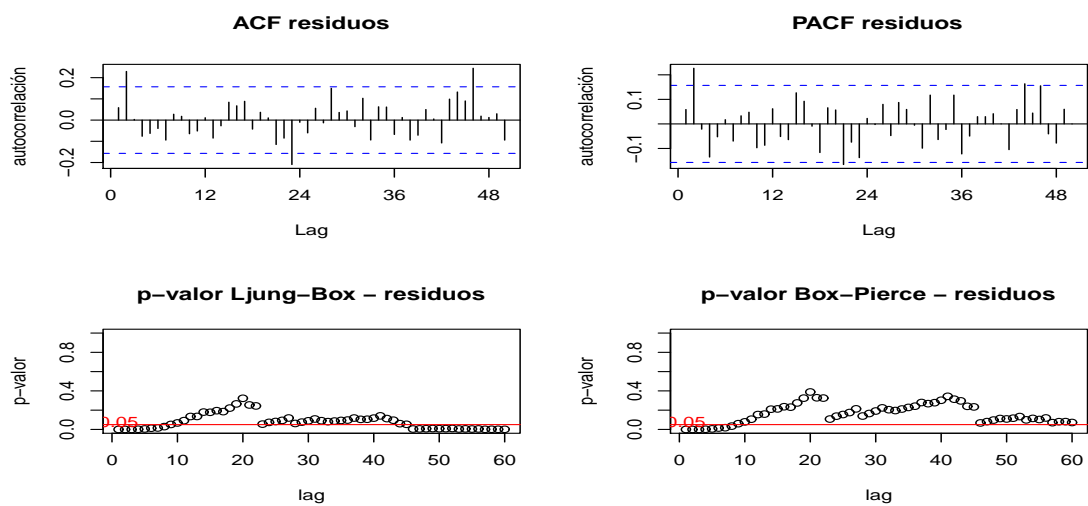 ACF residuos
autocorrelación
0.2
0.0
−0.2
0 12 24 36 48
Lag
PACF residuos
autocorrelación
0.1
−0.1
0 12 24 36 48
Lag
p−valor Ljung−Box − residuos
p−valor
0.8
0.4
0.0
0.05
0 10 20 30 40 50 60
lag
p−valor Box−Pierce − residuos
p−valor
0.8
0.4
0.0
0.05
0 10 20 30 40 50 60
lag